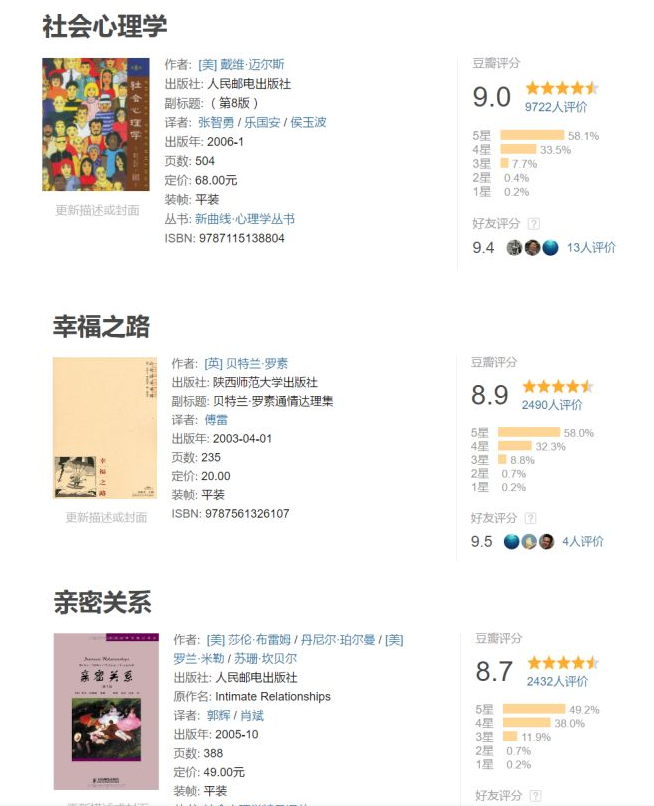 社会心理学
社会心理学
更新描述或封面
作者: [美] 戴维·迈尔斯
出版社: 人民邮电出版社
副标题: （第8版）
译者: 张智勇 / 乐国安 / 侯玉波
出版年: 2006-1
页数: 504
定价: 68.00元
装帧: 平装
丛书: 新曲线·心理学丛书
ISBN: 9787115138804
豆瓣评分
9.0
9722人评价
5星 58.1%
4星 33.5%
3星 7.7%
2星 0.4%
1星 0.2%
好友评分 ?
9.4 13人评价
幸福之路
幸福之路
更新描述或封面
作者: [英] 贝特兰·罗素
出版社: 陕西师范大学出版社
副标题: 贝特兰·罗素通情达理集
译者: 傅雷
出版年: 2003-04-01
页数: 235
定价: 20.00
装帧: 平装
ISBN: 9787561326107
豆瓣评分
8.9
2490人评价
5星 58.0%
4星 32.3%
3星 8.8%
2星 0.7%
1星 0.2%
好友评分 ?
9.5 4人评价
亲密关系
Intimate Relationships
亲密关系
作者: [美] 莎伦·布雷姆 / 丹尼尔·珀尔曼 / [美]
罗兰·米勒 / 苏珊·坎贝尔
出版社: 人民邮电出版社
原作名: Intimate Relationships
译者: 郭辉 / 肖斌
出版年: 2005-10
页数: 388
定价: 49.00元
装帧: 平装
豆瓣评分
8.7
2432人评价
5星 49.2%
4星 38.0%
3星 11.9%
2星 0.7%
1星 0.2%
好友评分 ?